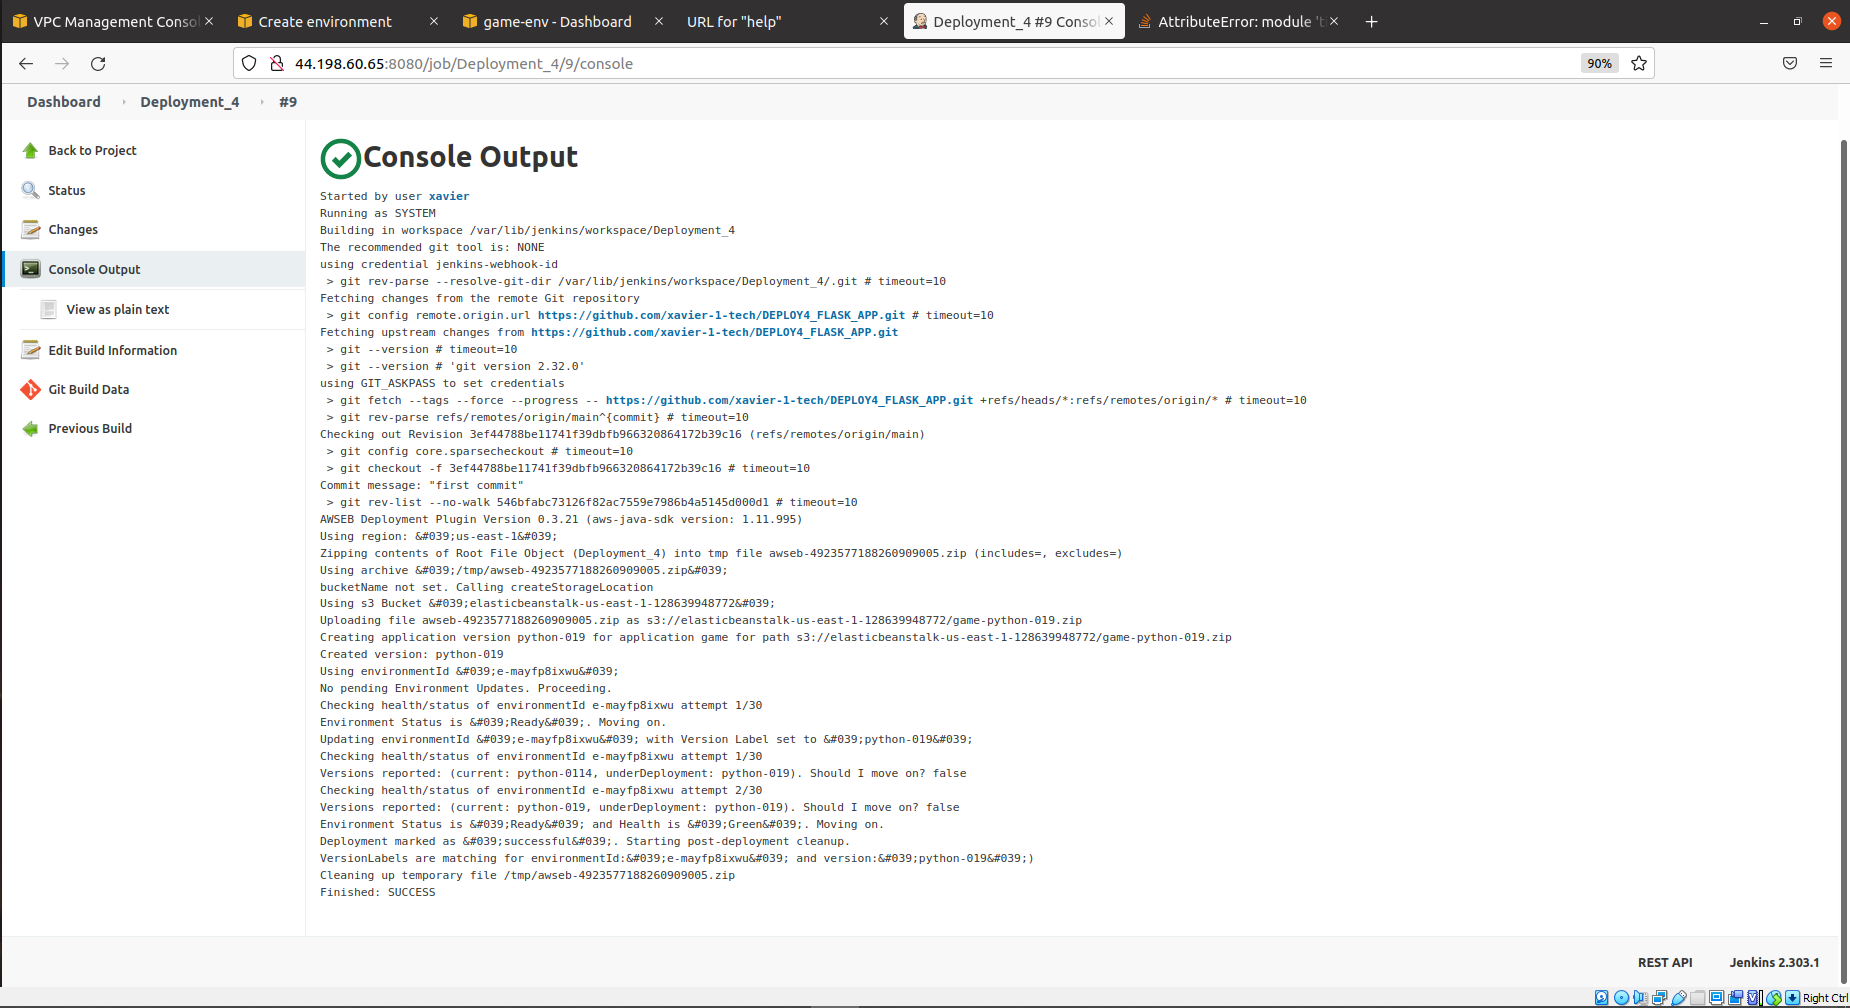 VPC Management Consol
Create environment
game-env - Dashboard
URL for "help"
Deployment_4 #9 Conso
AttributeError: module 't
44.198.60.65:8080/job/Deployment_4/9/console
90%
Dashboard
Deployment_4
#9
Back to Project
Status
Changes
Console Output
View as plain text
Edit Build Information
Git Build Data
Previous Build
Console Output
Started by user xavier
Running as SYSTEM
Building in workspace /var/lib/jenkins/workspace/Deployment_4
The recommended git tool is: NONE
using credential jenkins-webhook-id
> git rev-parse --resolve-git-dir /var/lib/jenkins/workspace/Deployment_4/.git # timeout=10
Fetching changes from the remote Git repository
> git config remote.origin.url https://github.com/xavier-1-tech/DEPLOY4_FLASK_APP.git # timeout=10
Fetching upstream changes from https://github.com/xavier-1-tech/DEPLOY4_FLASK_APP.git
> git --version # timeout=10
> git --version # 'git version 2.32.0'
using GIT_ASKPASS to set credentials
> git fetch --tags --force --progress -- https://github.com/xavier-1-tech/DEPLOY4_FLASK_APP.git +refs/heads/*:refs/remotes/origin/* # timeout=10
> git rev-parse refs/remotes/origin/main^{commit} # timeout=10
Checking out Revision 3ef44788be11741f39dbfb966320864172b39c16 (refs/remotes/origin/main)
> git config core.sparsecheckout # timeout=10
> git checkout -f 3ef44788be11741f39dbfb966320864172b39c16 # timeout=10
Commit message: "first commit"
> git rev-list --no-walk 546bfabc73126f82ac7559e7986b4a5145d000d1 # timeout=10
AWSEB Deployment Plugin Version 0.3.21 (aws-java-sdk version: 1.11.995)
Using region: &#039;us-east-1&#039;
Zipping contents of Root File Object (Deployment_4) into tmp file awseb-4923577188260909005.zip (includes=, excludes=)
Using archive &#039;/tmp/awseb-4923577188260909005.zip&#039;
bucketName not set. Calling createStorageLocation
Using s3 Bucket &#039;elasticbeanstalk-us-east-1-128639948772&#039;
Uploading file awseb-4923577188260909005.zip as s3://elasticbeanstalk-us-east-1-128639948772/game-python-019.zip
Creating application version python-019 for application game for path s3://elasticbeanstalk-us-east-1-128639948772/game-python-019.zip
Created version: python-019
Using environmentId &#039;e-mayfp8ixwu&#039;
No pending Environment Updates. Proceeding.
Checking health/status of environmentId e-mayfp8ixwu attempt 1/30
Environment Status is &#039;Ready&#039;. Moving on.
Updating environmentId &#039;e-mayfp8ixwu&#039; with Version Label set to &#039;python-019&#039;
Checking health/status of environmentId e-mayfp8ixwu attempt 1/30
Versions reported: (current: python-0114, underDeployment: python-019). Should I move on? false
Checking health/status of environmentId e-mayfp8ixwu attempt 2/30
Versions reported: (current: python-019, underDeployment: python-019). Should I move on? false
Environment Status is &#039;Ready&#039; and Health is &#039;Green&#039;. Moving on.
Deployment marked as &#039;successful&#039;. Starting post-deployment cleanup.
VersionLabels are matching for environmentId:&#039;e-mayfp8ixwu&#039; and version:&#039;python-019&#039;)
Cleaning up temporary file /tmp/awseb-4923577188260909005.zip
Finished: SUCCESS
REST API
Jenkins 2.303.1
Right Ctrl